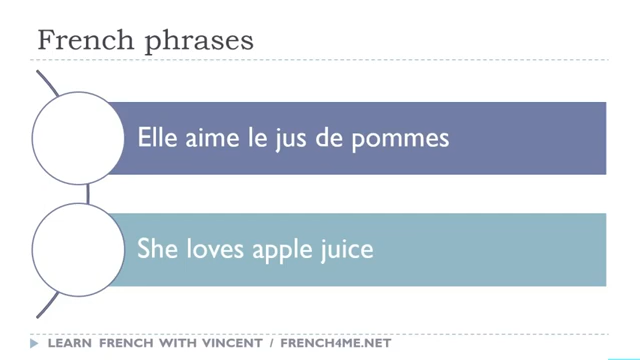 French phrases
Elle aime le jus de pommes
She loves apple juice
LEARN FRENCH WITH VINCENT / FRENCH4ME.NET